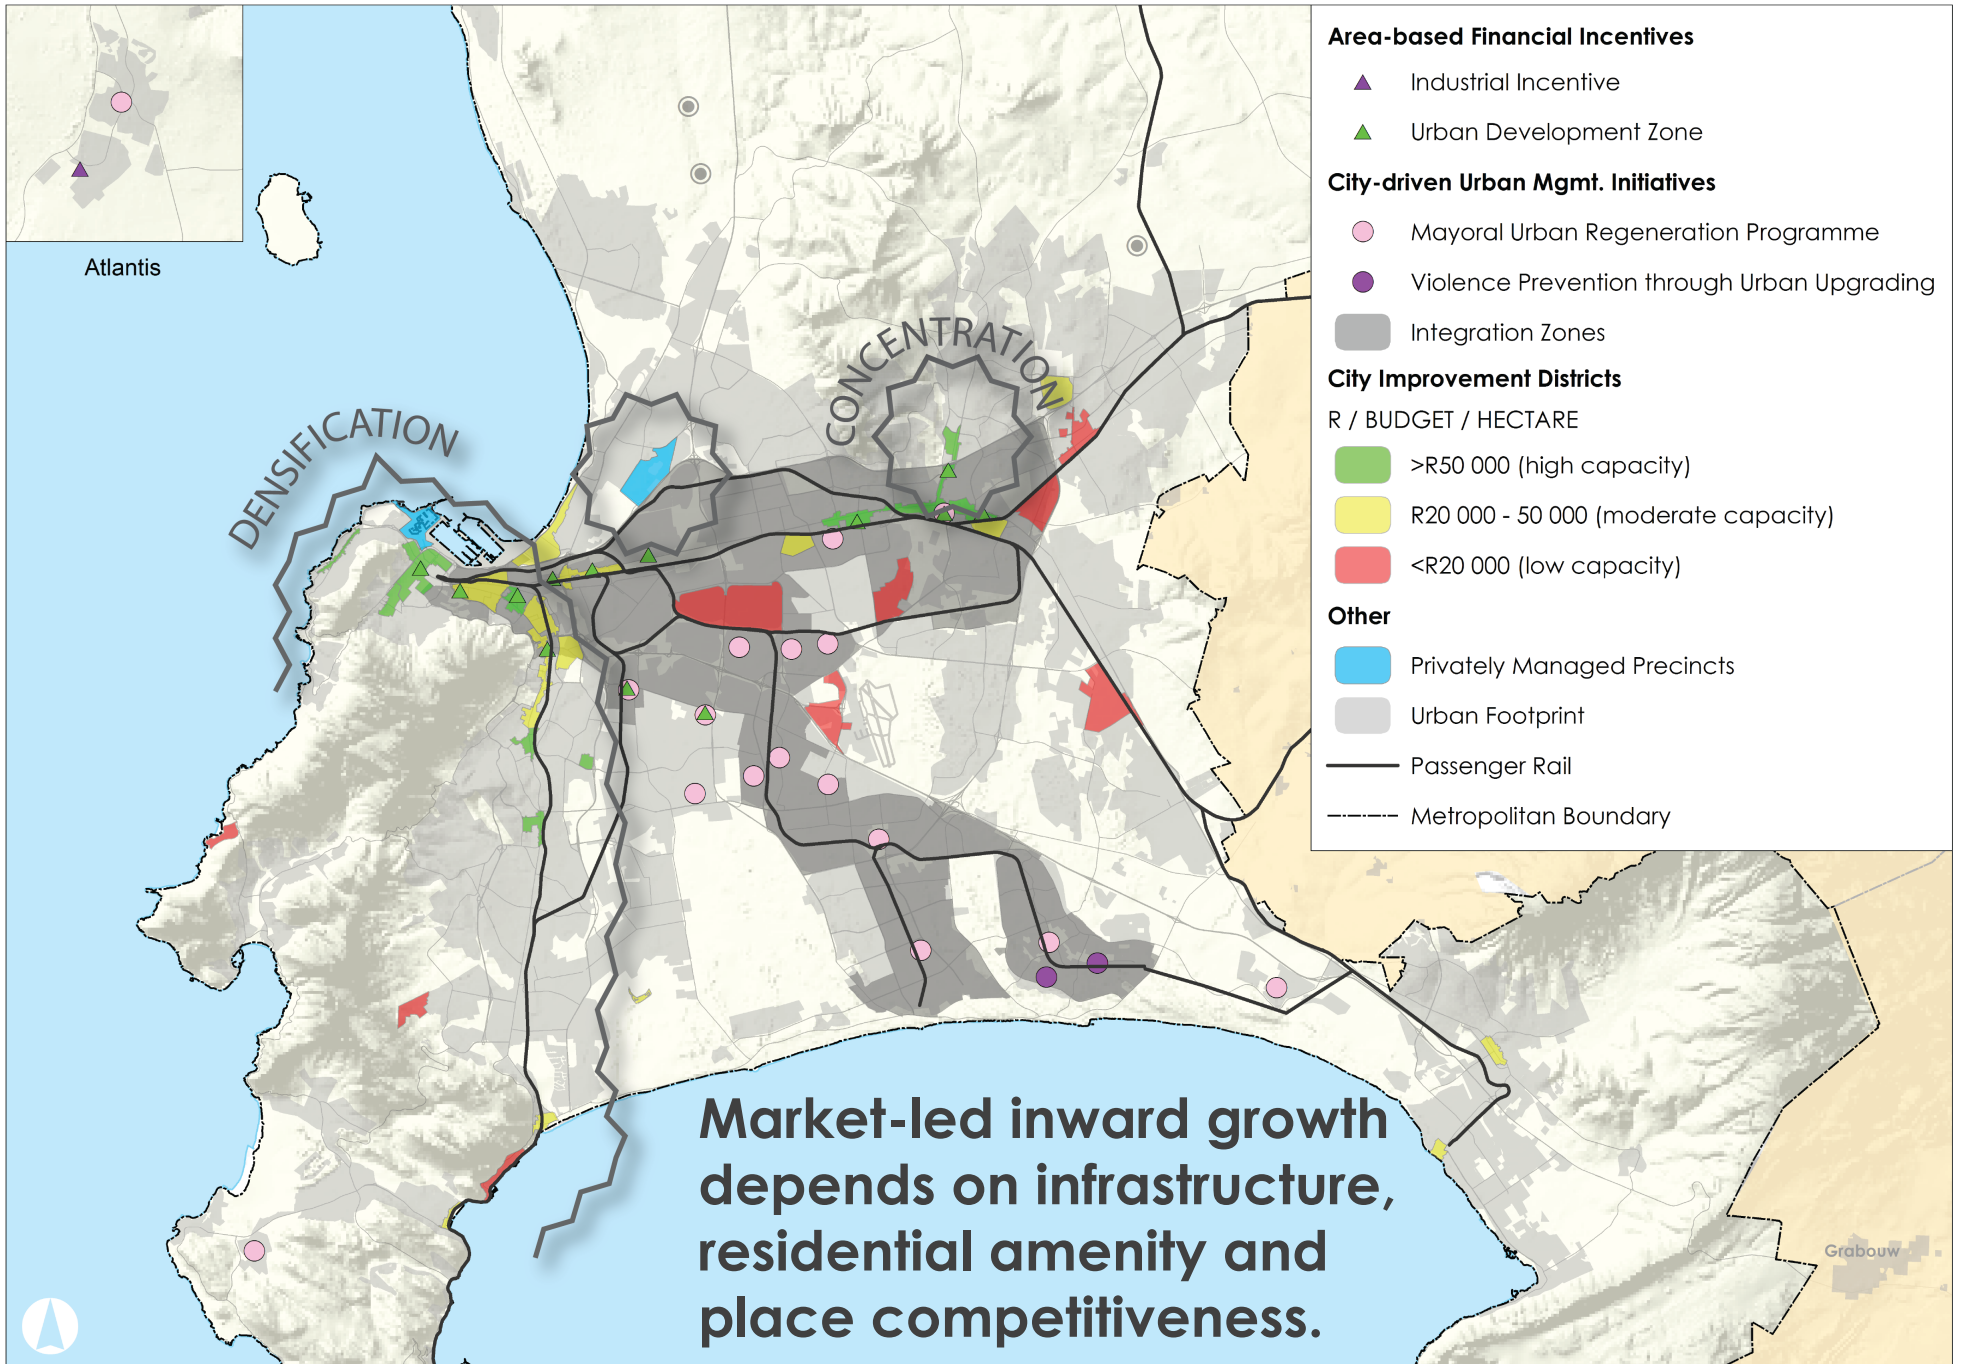 Atlantis
DENSIFICATION
CONCENTRATION
Area-based Financial Incentives
Industrial Incentive
Urban Development Zone
City-driven Urban Mgmt. Initiatives
Mayoral Urban Regeneration Programme
Violence Prevention through Urban Upgrading
Integration Zones
City Improvement Districts
R / BUDGET / HECTARE
>R50 000 (high capacity)
R20 000 - 50 000 (moderate capacity)
<R20 000 (low capacity)
Other
Privately Managed Precincts
Urban Footprint
Passenger Rail
Metropolitan Boundary
Grabouw
Market-led inward growth
depends on infrastructure,
residential amenity and
place competitiveness.